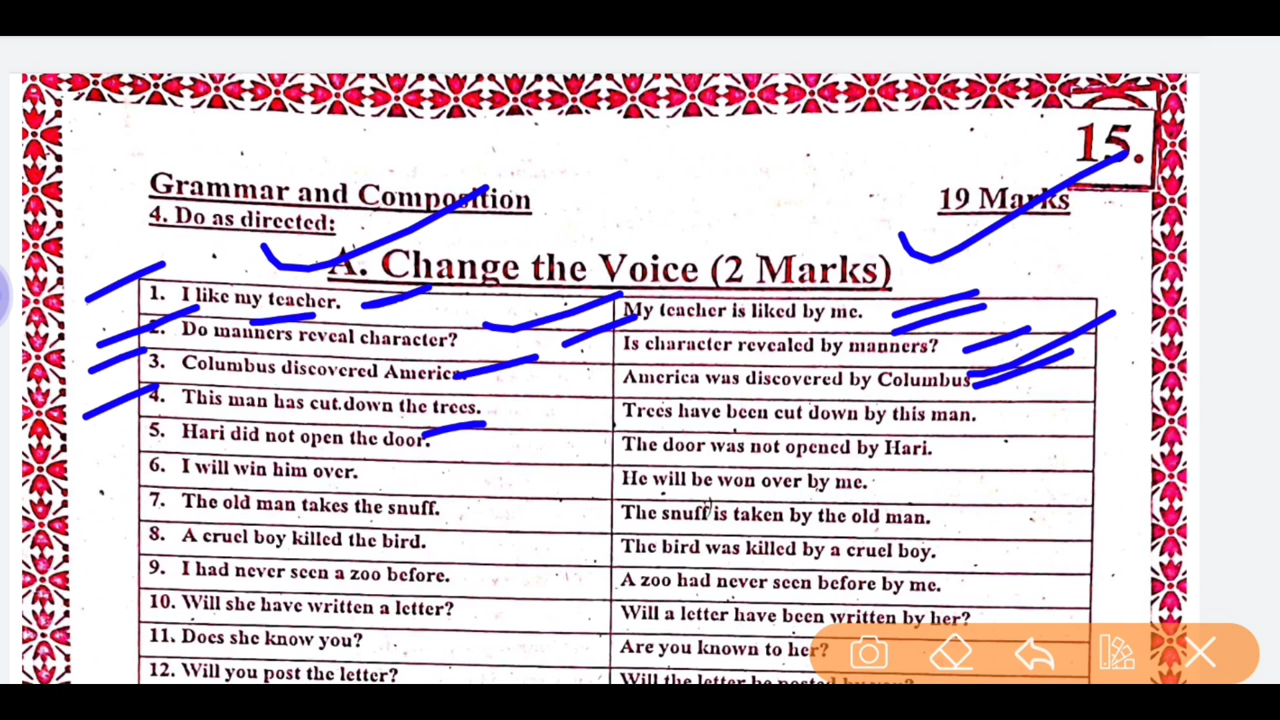 15.
Grammar and Composition 19 Marks
4. Do as directed:
A. Change the Voice (2 Marks)
1. I like my teacher. My teacher is liked by me.
2. Do manners reveal character? Is character revealed by manners?
3. Columbus discovered America. America was discovered by Columbus
4. This man has cut down the trees. Trees have been cut down by this man.
5. Hari did not open the door. The door was not opened by Hari.
6. I will win him over. He will be won over by me.
7. The old man takes the snuff. The snuff is taken by the old man.
8. A cruel boy killed the bird. The bird was killed by a cruel boy.
9. I had never seen a zoo before. A zoo had never seen before by me.
10. Will she have written a letter? Will a letter have been written by her?
11. Does she know you? Are you known to her?
12. Will you post the letter? Will the letter be posted by you?